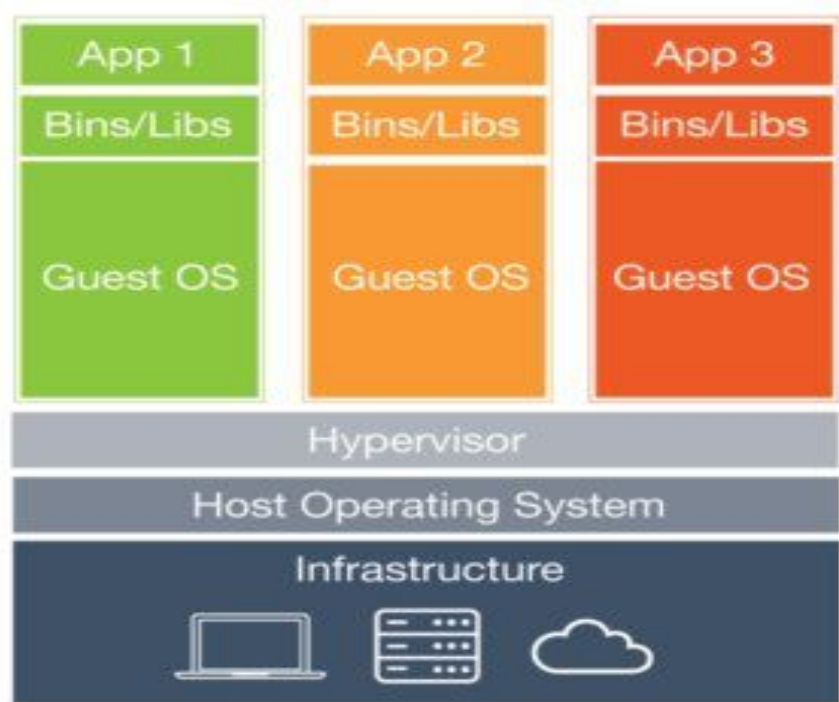 App 1 App 2 App 3
Bins/Libs Bins/Libs Bins/Libs
Guest OS Guest OS Guest OS
Hypervisor
Host Operating System
Infrastructure